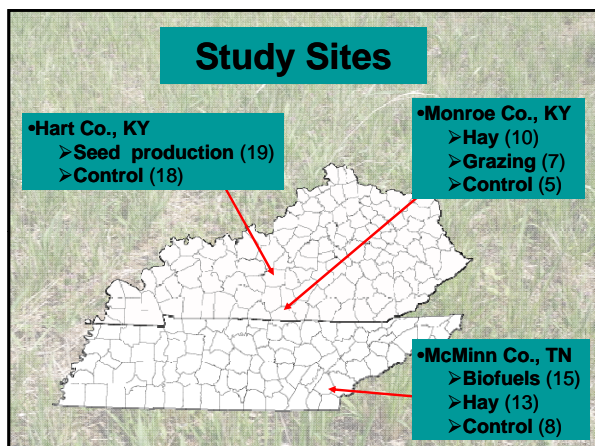 Study Sites
•Hart Co., KY
➢Seed production (19)
➢Control (18)
•Monroe Co., KY
➢Hay (10)
➢Grazing (7)
➢Control (5)
•McMinn Co., TN
➢Biofuels (15)
➢Hay (13)
➢Control (8)